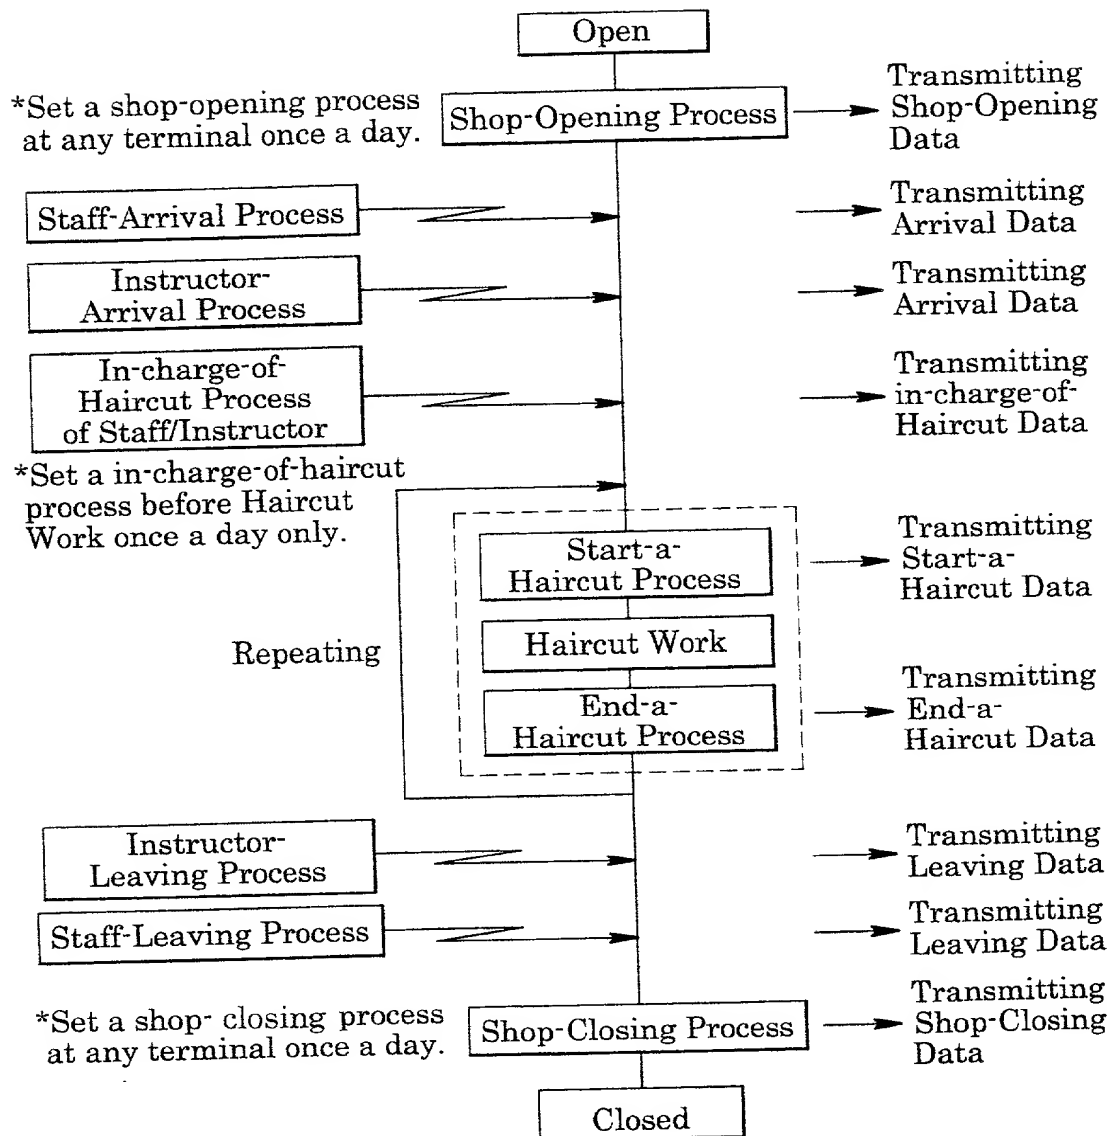 Open
*Set a shop-opening process
at any terminal once a day.
Shop-Opening Process
Transmitting
Shop-Opening
Data
Staff-Arrival Process
Transmitting
Arrival Data
Instructor-
Arrival Process
Transmitting
Arrival Data
In-charge-of-
Haircut Process
of Staff/Instructor
Transmitting
in-charge-of-
Haircut Data
*Set a in-charge-of-haircut
process before Haircut
Work once a day only.
Start-a-
Haircut Process
Transmitting
Start-a-
Haircut Data
Repeating
Haircut Work
End-a-
Haircut Process
Transmitting
End-a-
Haircut Data
Instructor-
Leaving Process
Transmitting
Leaving Data
Staff-Leaving Process
Transmitting
Leaving Data
*Set a shop- closing process
at any terminal once a day.
Shop-Closing Process
Transmitting
Shop-Closing
Data
Closed